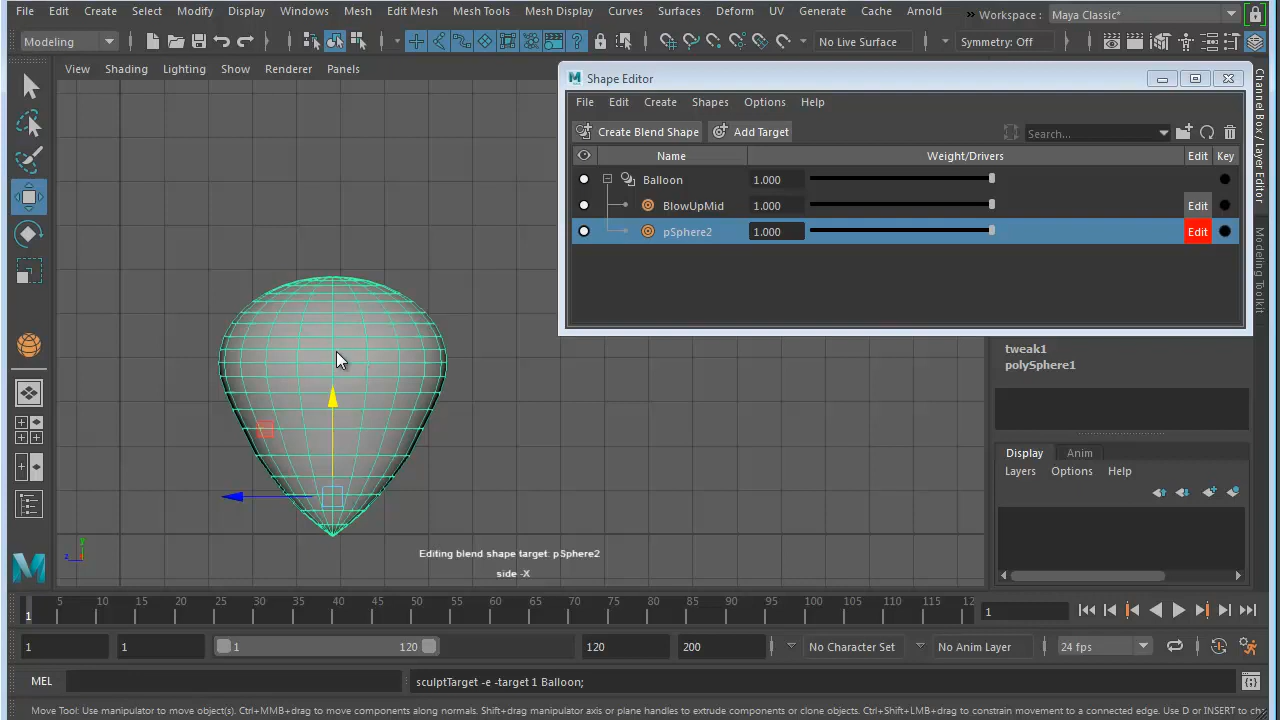 File Edit Create Select Modify Display Windows Mesh Edit Mesh Mesh Tools Mesh Display Curves Surfaces Deform UV Generate Cache Arnold » Workspace : Maya Classic*
Modeling No Live Surface Symmetry: Off
View Shading Lighting Show Renderer Panels
Shape Editor
File Edit Create Shapes Options Help
Create Blend Shape Add Target Search...
Name Weight/Drivers Edit Key
Balloon 1.000
BlowUpMid 1.000 Edit
pSphere2 1.000 Edit
Channel Box / Layer Editor
Modeling Toolkit
tweak1
polySphere1
Display Anim
Layers Options Help
Editing blend shape target: pSphere2
side -X
y
z
1 5 10 15 20 25 30 35 40 45 50 55 60 65 70 75 80 85 90 95 100 105 110 115 12 1
1 1 1 120 120 200 No Character Set No Anim Layer 24 fps
MEL sculptTarget -e -target 1 Balloon;
Move Tool: Use manipulator to move object(s). Ctrl+MMB+drag to move components along normals. Shift+drag manipulator axis or plane handles to extrude components or clone objects. Ctrl+Shift+LMB+drag to constrain movement to a connected edge. Use D or INSERT to ch